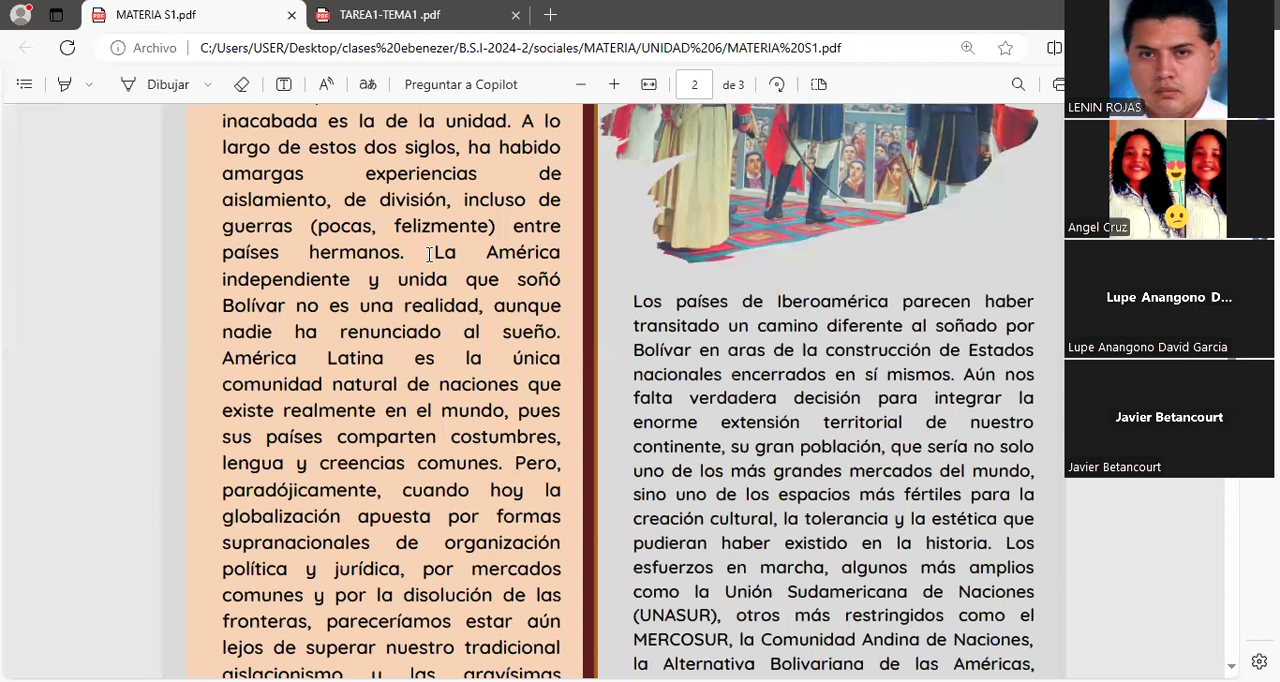 MATERIA S1.pdf
TAREA1-TEMA1 .pdf
Archivo
C:/Users/USER/Desktop/clases%20ebenezer/B.S.I-2024-2/sociales/MATERIA/UNIDAD%206/MATERIA%20S1.pdf
Dibujar
Preguntar a Copilot
2
de 3
inacabada es la de la unidad. A lo
largo de estos dos siglos, ha habido
amargas experiencias de
aislamiento, de división, incluso de
guerras (pocas, felizmente) entre
países hermanos. La América
independiente y unida que soñó
Bolívar no es una realidad, aunque
nadie ha renunciado al sueño.
América Latina es la única
comunidad natural de naciones que
existe realmente en el mundo, pues
sus países comparten costumbres,
lengua y creencias comunes. Pero,
paradójicamente, cuando hoy la
globalización apuesta por formas
supranacionales de organización
política y jurídica, por mercados
comunes y por la disolución de las
fronteras, pareceríamos estar aún
lejos de superar nuestro tradicional
aislacionismo y las gravísimas
Los países de Iberoamérica parecen haber
transitado un camino diferente al soñado por
Bolívar en aras de la construcción de Estados
nacionales encerrados en sí mismos. Aún nos
falta verdadera decisión para integrar la
enorme extensión territorial de nuestro
continente, su gran población, que sería no solo
uno de los más grandes mercados del mundo,
sino uno de los espacios más fértiles para la
creación cultural, la tolerancia y la estética que
pudieran haber existido en la historia. Los
esfuerzos en marcha, algunos más amplios
como la Unión Sudamericana de Naciones
(UNASUR), otros más restringidos como el
MERCOSUR, la Comunidad Andina de Naciones,
la Alternativa Bolivariana de las Américas,
LENIN ROJAS
Angel Cruz
Lupe Anangono D...
Lupe Anangono David Garcia
Javier Betancourt
Javier Betancourt